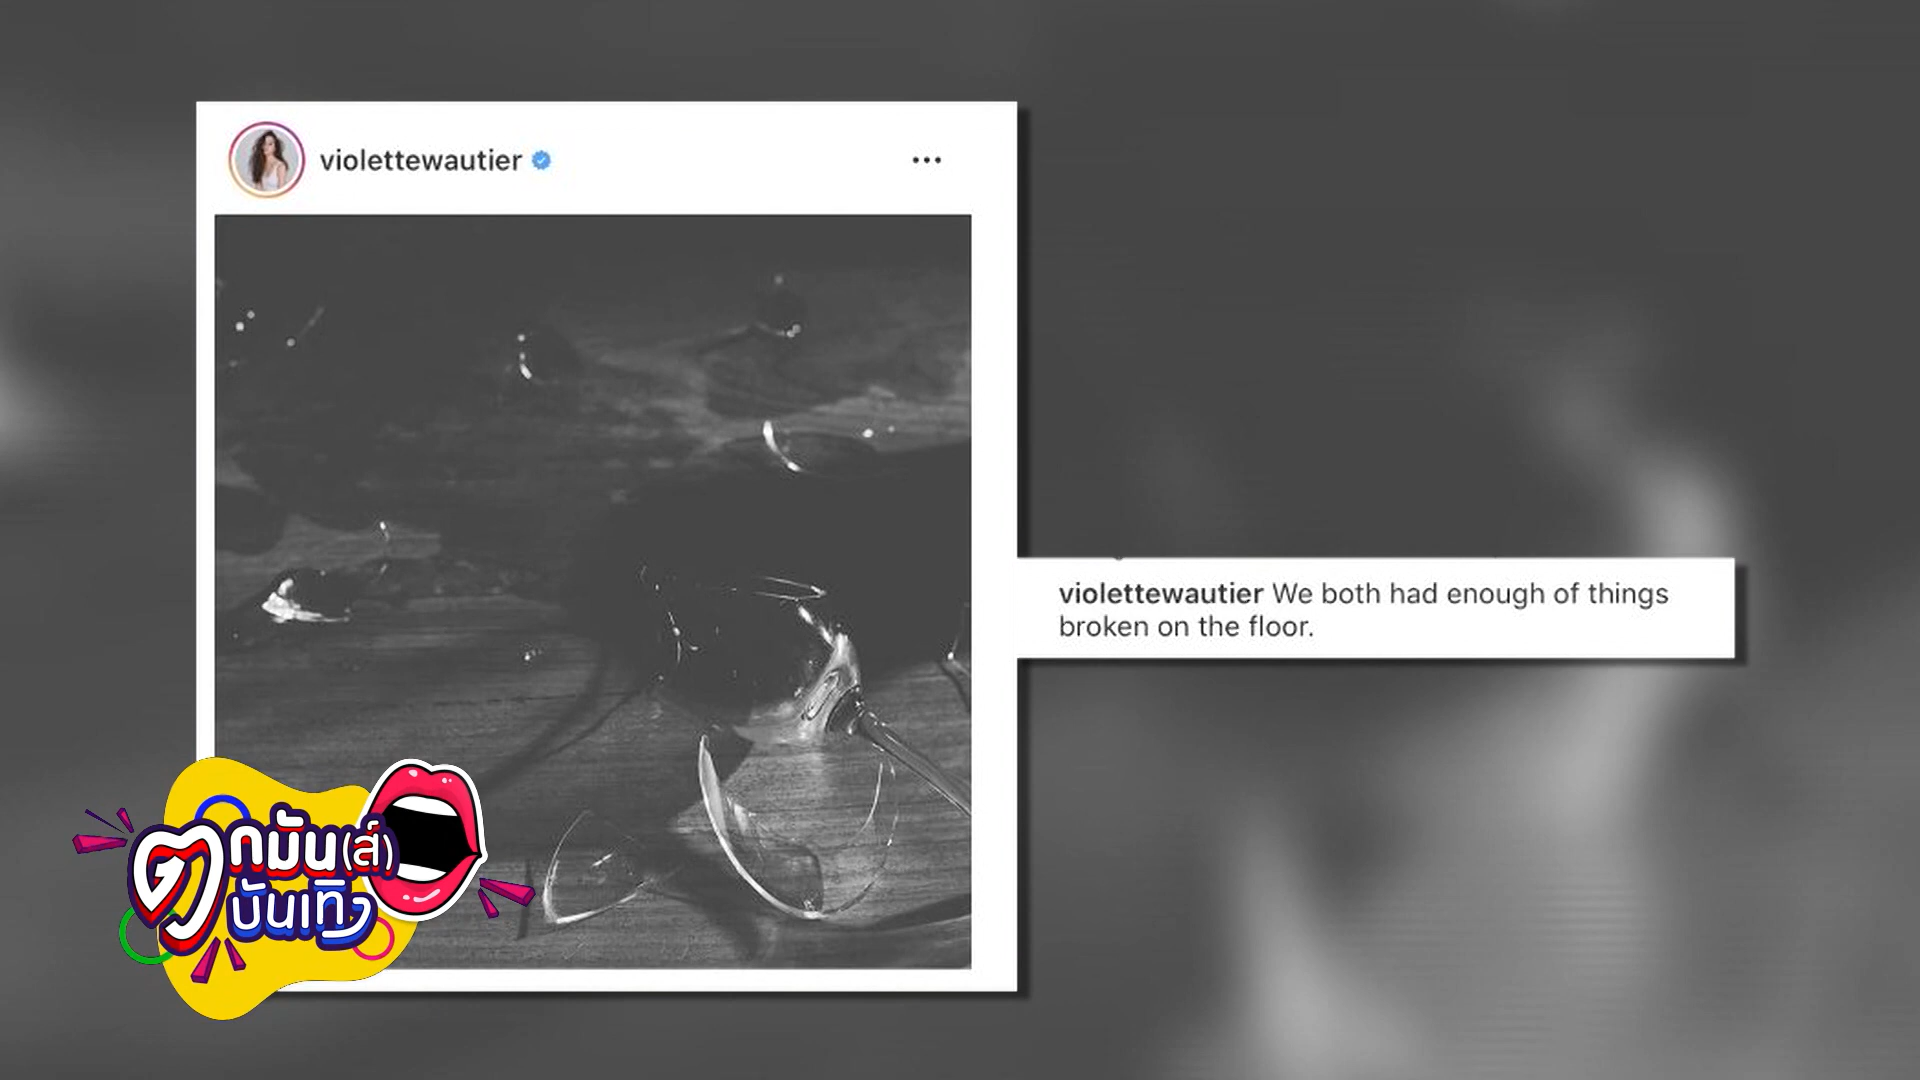 violettewautier
violettewautier We both had enough of things
broken on the floor.
ตกมัน(ส์)
บันเทิง